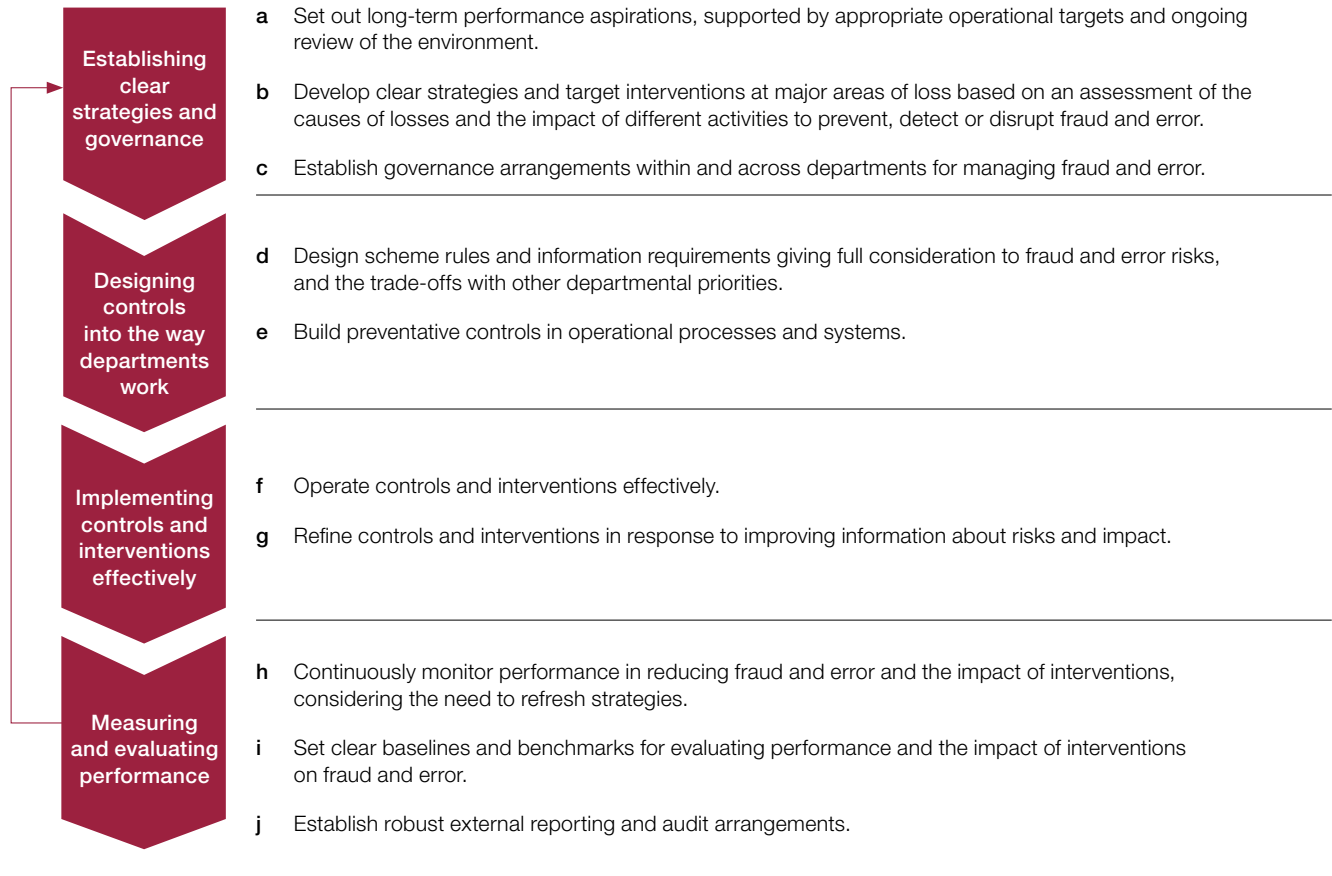 Establishing
clear
strategies and
governance
a Set out long-term performance aspirations, supported by appropriate operational targets and ongoing
review of the environment.
b Develop clear strategies and target interventions at major areas of loss based on an assessment of the
causes of losses and the impact of different activities to prevent, detect or disrupt fraud and error.
c Establish governance arrangements within and across departments for managing fraud and error.
Designing
controls
into the way
departments
work
d Design scheme rules and information requirements giving full consideration to fraud and error risks,
and the trade-offs with other departmental priorities.
e Build preventative controls in operational processes and systems.
Implementing
controls and
interventions
effectively
f Operate controls and interventions effectively.
g Refine controls and interventions in response to improving information about risks and impact.
Measuring
and evaluating
performance
h Continuously monitor performance in reducing fraud and error and the impact of interventions,
considering the need to refresh strategies.
i Set clear baselines and benchmarks for evaluating performance and the impact of interventions
on fraud and error.
j Establish robust external reporting and audit arrangements.